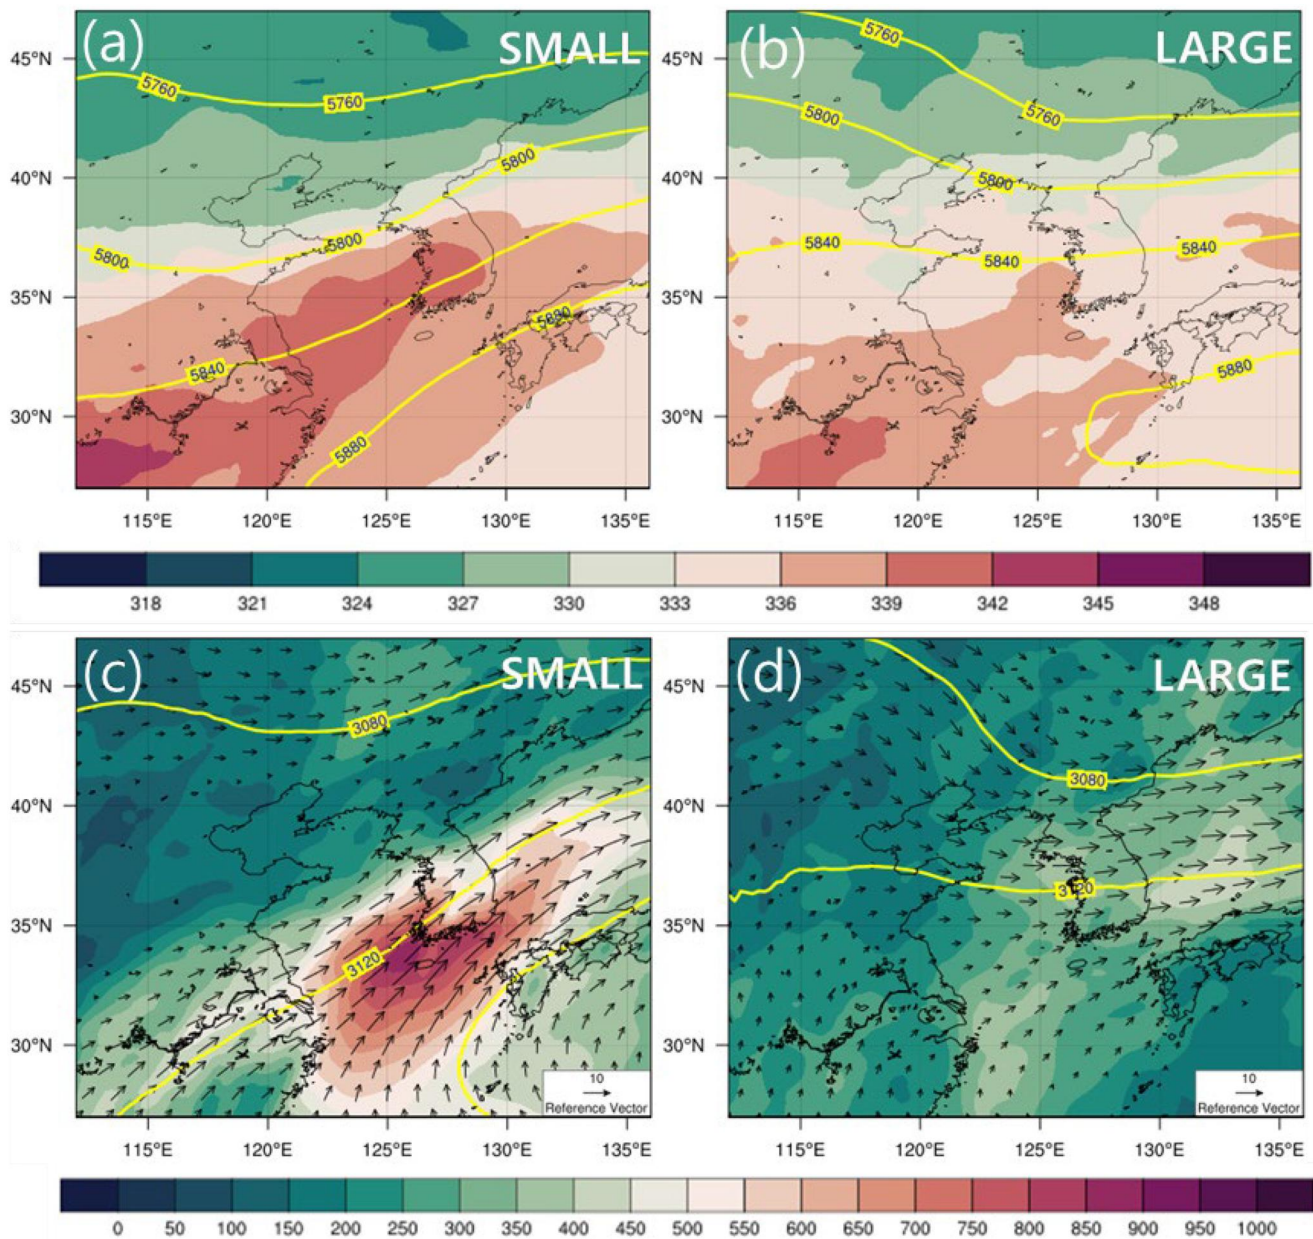 (a) SMALL
(b) LARGE
45°N
40°N
35°N
30°N
5760
5760
5800
5800
5800
5840
5880
5880
115°E 120°E 125°E 130°E 135°E
45°N
40°N
35°N
30°N
5760
5760
5800
5800
5840
5840
5840
5880
115°E 120°E 125°E 130°E 135°E
318 321 324 327 330 333 336 339 342 345 348
(c) SMALL
(d) LARGE
45°N
40°N
35°N
30°N
3080
3120
10
Reference Vector
115°E 120°E 125°E 130°E
45°N
40°N
35°N
30°N
3080
3120
10
Reference Vector
115°E 120°E 125°E 130°E
0 50 100 150 200 250 300 350 400 450 500 550 600 650 700 750 800 850 900 950 1000